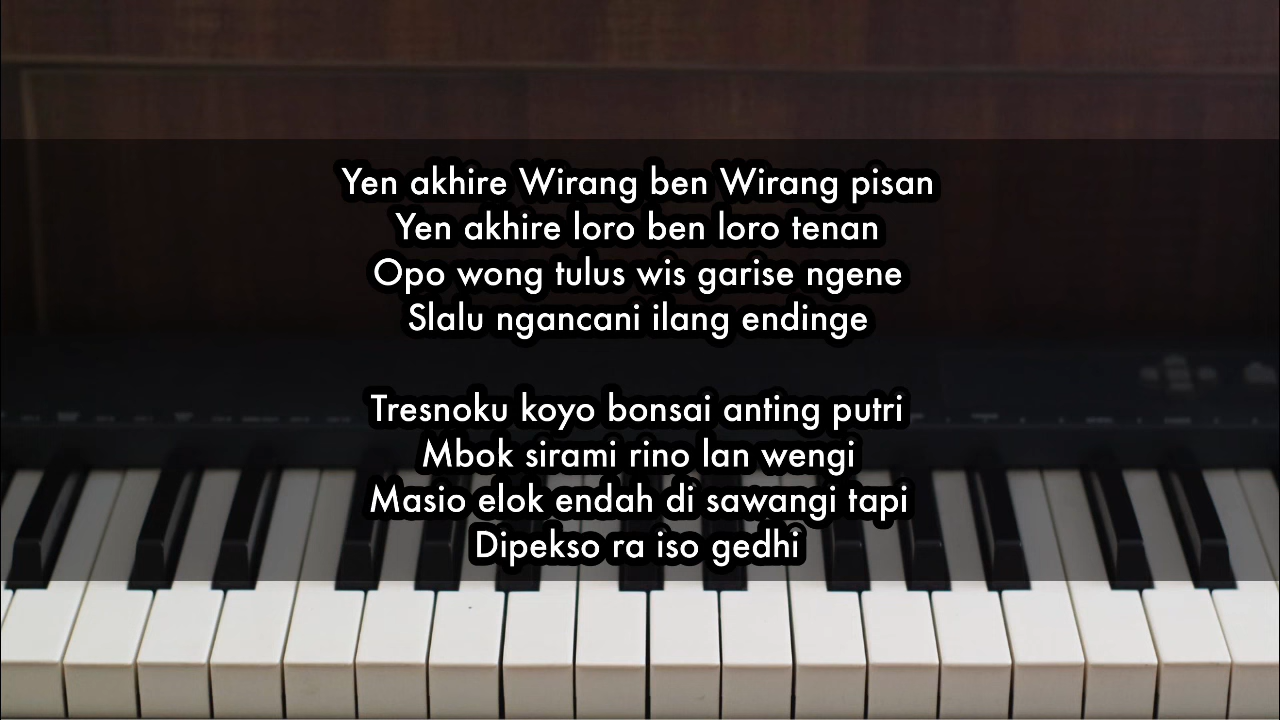 Yen akhire Wirang ben Wirang pisan
Yen akhire loro ben loro tenan
Opo wong tulus wis garise ngene
Slalu ngancani ilang endinge
Tresnoku koyo bonsai anting putri
Mbok sirami rino lan wengi
Masio elok endah di sawangi tapi
Dipekso ra iso gedhi